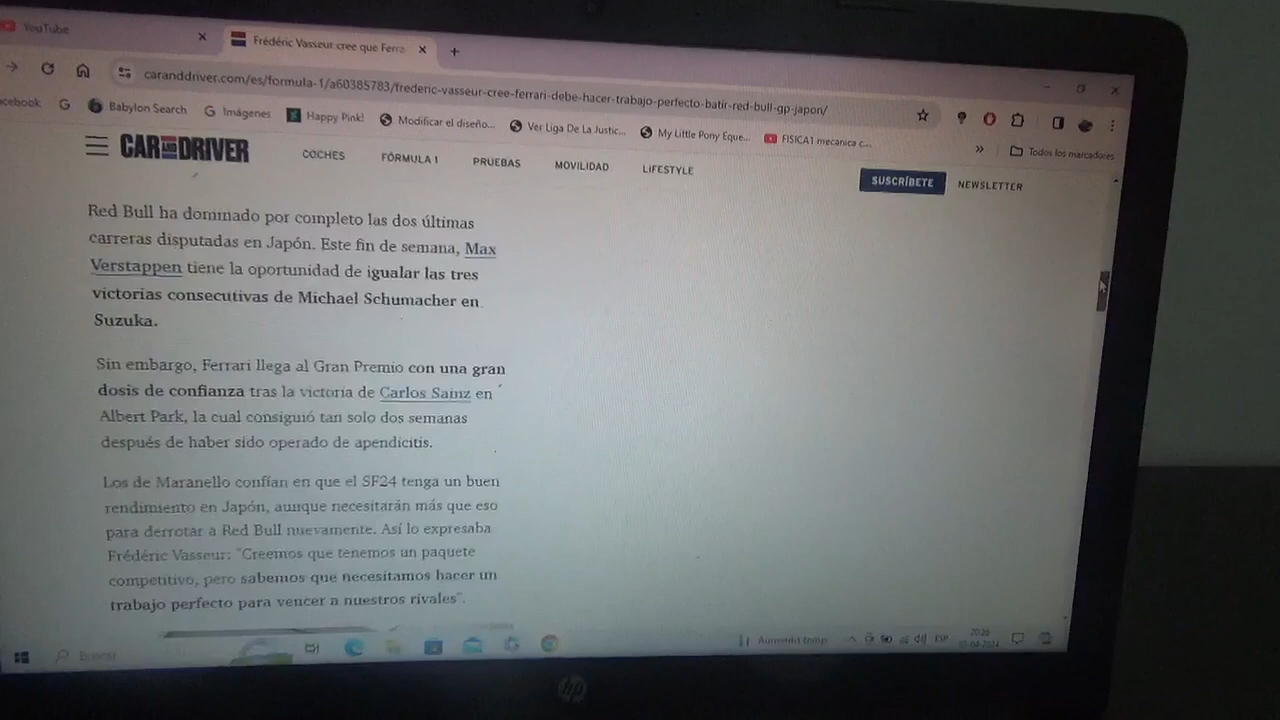 YouTube
Frédéric Vasseur cree que Ferra
caranddriver.com/es/formula-1/a60385783/frederic-vasseur-cree-ferrari-debe-hacer-trabajo-perfecto-batir-red-bull-gp-japon/
cebook G Babylon Search Imágenes Happy Pink! Modificar el diseño... Ver Liga De La Justic... My Little Pony Eque... FISICA1 mecanica c... » Todos los marcadores
CAR AND DRIVER COCHES FÓRMULA 1 PRUEBAS MOVILIDAD LIFESTYLE SUSCRÍBETE NEWSLETTER
Red Bull ha dominado por completo las dos últimas
carreras disputadas en Japón. Este fin de semana, Max
Verstappen tiene la oportunidad de igualar las tres
victorias consecutivas de Michael Schumacher en
Suzuka.
Sin embargo, Ferrari llega al Gran Premio con una gran
dosis de confianza tras la victoria de Carlos Sainz en
Albert Park, la cual consiguió tan solo dos semanas
después de haber sido operado de apendicitis.
Los de Maranello confían en que el SF24 tenga un buen
rendimiento en Japón, aunque necesitarán más que eso
para derrotar a Red Bull nuevamente. Así lo expresaba
Frédéric Vasseur: "Creemos que tenemos un paquete
competitivo, pero sabemos que necesitamos hacer un
trabajo perfecto para vencer a nuestros rivales".
Buscar Aumento temp. ESP 20:26
hp